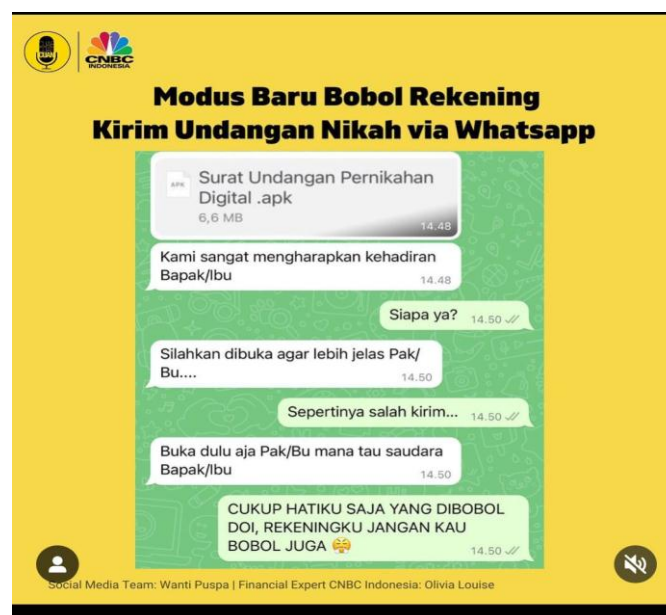 CUAN
CNBC
INDONESIA
Modus Baru Bobol Rekening
Kirim Undangan Nikah via Whatsapp
APK
Surat Undangan Pernikahan
Digital .apk
6,6 MB
14.48
Kami sangat mengharapkan kehadiran
Bapak/Ibu
14.48
Siapa ya?
14.50
Silahkan dibuka agar lebih jelas Pak/
Bu....
14.50
Sepertinya salah kirim...
14.50
Buka dulu aja Pak/Bu mana tau saudara
Bapak/Ibu
14.50
CUKUP HATIKU SAJA YANG DIBOBOL
DOI, REKENINGKU JANGAN KAU
BOBOL JUGA 😤
14.50
Social Media Team: Wanti Puspa | Financial Expert CNBC Indonesia: Olivia Louise